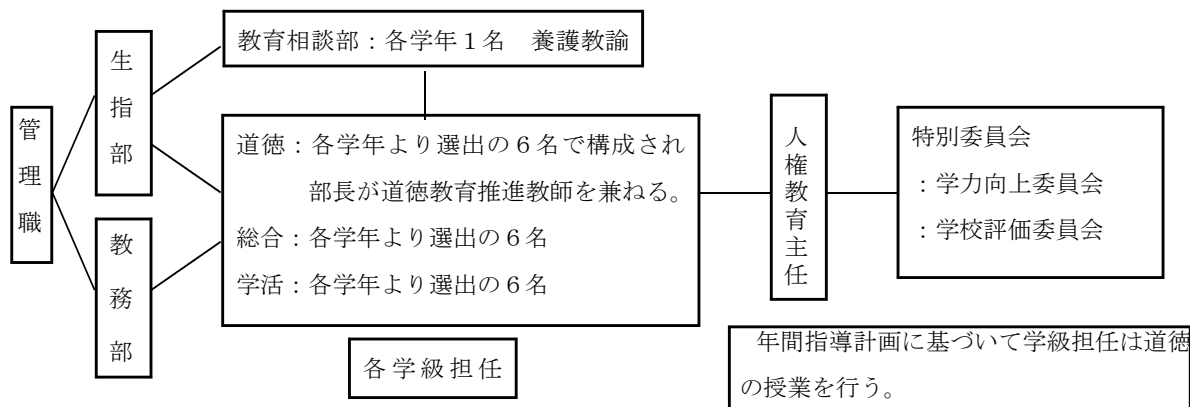 管理職
生指部
教務部
教育相談部：各学年１名　養護教諭
道徳：各学年より選出の６名で構成され
部長が道徳教育推進教師を兼ねる。
総合：各学年より選出の６名
学活：各学年より選出の６名
各学級担任
人権教育主任
特別委員会
：学力向上委員会
：学校評価委員会
年間指導計画に基づいて学級担任は道徳
の授業を行う。